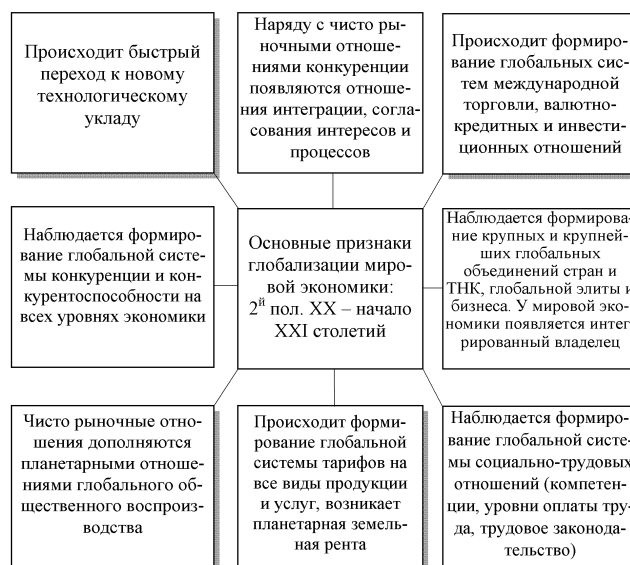 Происходит быстрый
переход к новому
технологическому
укладу
Наряду с чисто ры-
ночными отноше-
ниями конкуренции
появляются отноше-
ния интеграции, согла-
сования интересов и
процессов
Происходит формиро-
вание глобальных сис-
тем международной
торговли, валютно-
кредитных и инвести-
ционных отношений
Наблюдается формиро-
вание глобальной систе-
мы конкуренции и кон-
курентоспособности на
всех уровнях экономики
Основные признаки
глобализации миро-
вой экономики:
2й пол. XX – начало
XXI столетий
Наблюдается формирова-
ние крупных и крупней-
ших глобальных
объединений стран и
ТНК, глобальной элиты и
бизнеса. У мировой эко-
номики появляется интег-
рированный владелец
Чисто рыночные отно-
шения дополняются
планетарными отноше-
ниями глобального об-
щественного воспроиз-
водства
Происходит форми-
рование глобальной
системы тарифов на
все виды продукции
и услуг, возникает
планетарная земель-
ная рента
Наблюдается формиро-
вание глобальной систе-
мы социально-трудовых
отношений (компетен-
ции, уровни оплаты тру-
да, трудовое законода-
тельство)